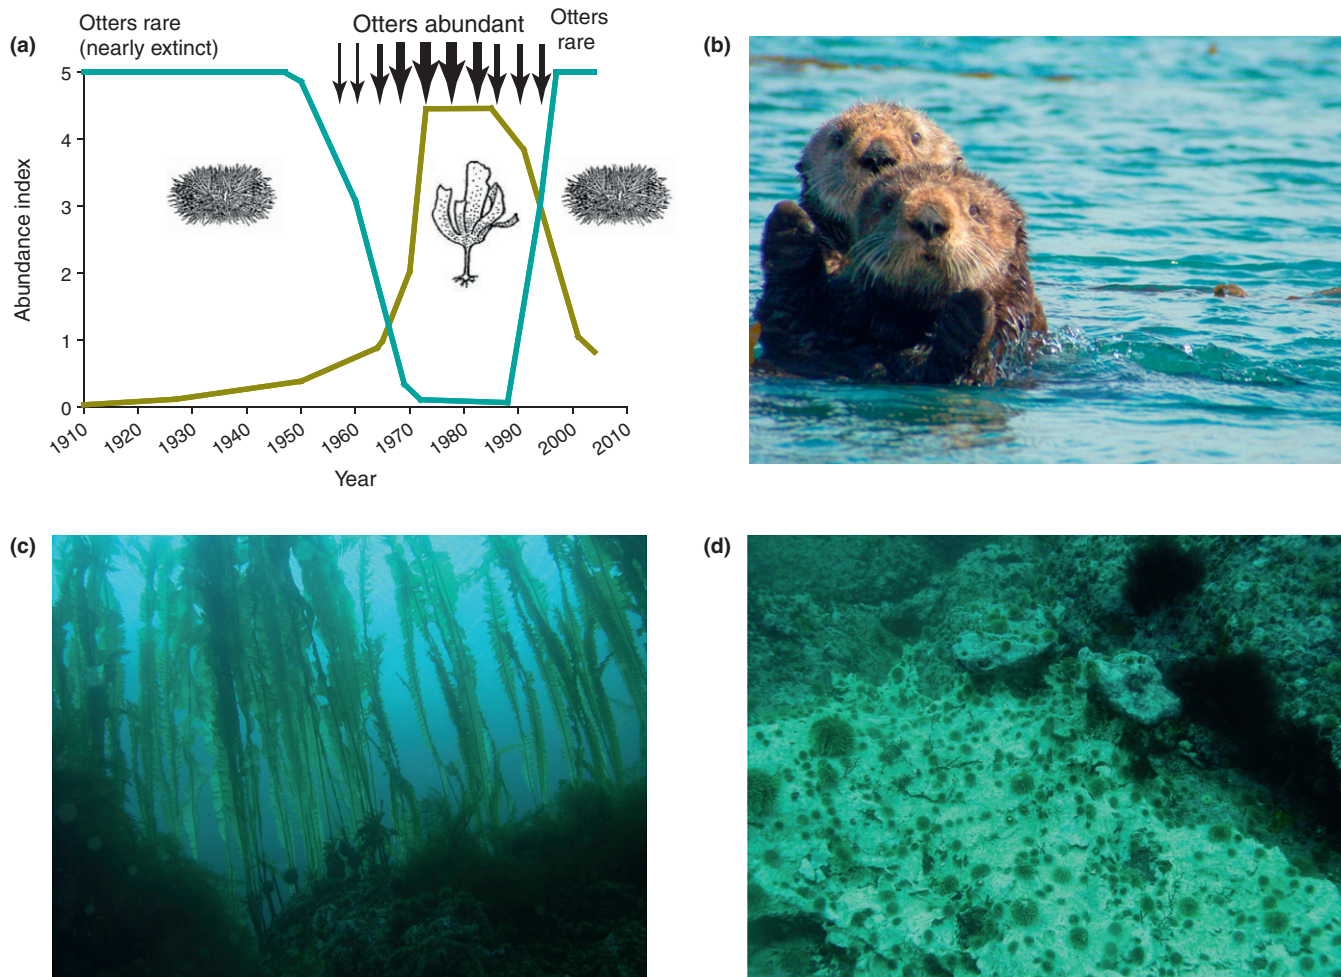 (a)
Otters rare
(nearly extinct)
Otters abundant
Otters
rare
5
4
3
2
1
0
Abundance index
1910
1920
1930
1940
1950
1960
1970
1980
1990
2000
2010
Year
(b)
(c)
(d)